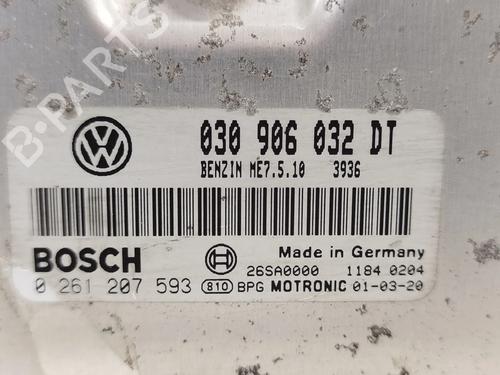 B-PARTS
030 906 032 DT
BENZIN ME7.5.10 3936
BOSCH
Made in Germany
26SA0000 1184 0204
0 261 207 593 810 BPG MOTRONIC 01-03-20